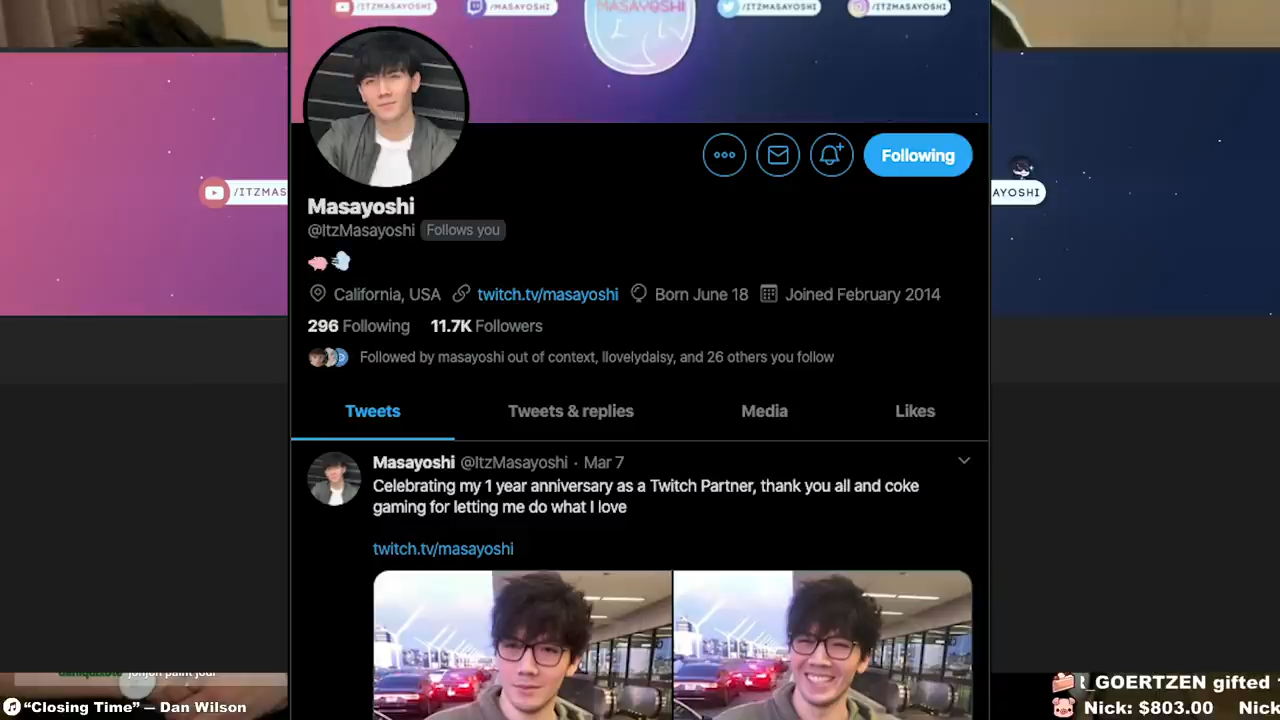 /ITZMASAYOSHI
/MASAYOSHI
MASAYOSHI
/ITZMASAYOSHI
/ITZMASAYOSHI
/ITZMAS
AYOSHI
Following
Masayoshi
@ItzMasayoshi Follows you
California, USA twitch.tv/masayoshi Born June 18 Joined February 2014
296 Following 11.7K Followers
Followed by masayoshi out of context, llovelydaisy, and 26 others you follow
Tweets Tweets & replies Media Likes
Masayoshi @ItzMasayoshi · Mar 7
Celebrating my 1 year anniversary as a Twitch Partner, thank you all and coke
gaming for letting me do what I love
twitch.tv/masayoshi
GOERTZEN gifted
"Closing Time" — Dan Wilson
Nick: $803.00 Nick